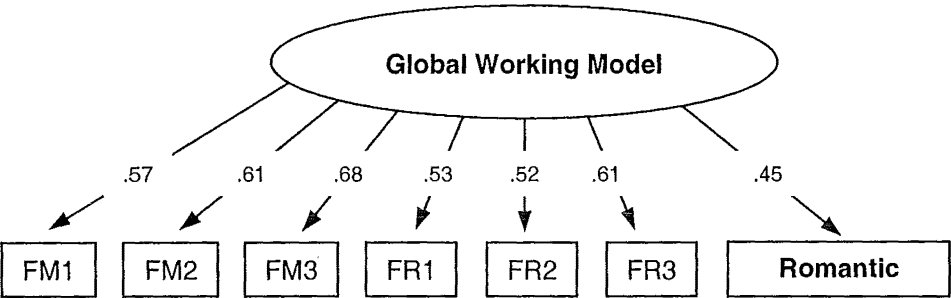 Global Working Model
.57 .61 .68 .53 .52 .61 .45
FM1 FM2 FM3 FR1 FR2 FR3 Romantic